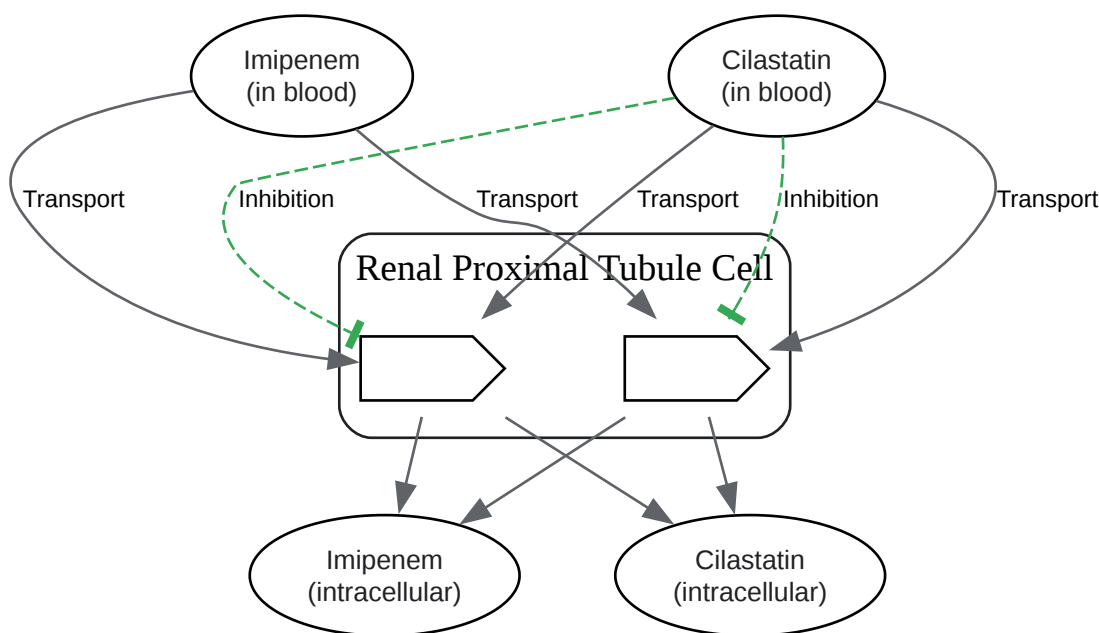 Imipenem
(in blood)
Cilastatin
(in blood)
Transport
Inhibition
Transport
Transport
Inhibition
Transport
Renal Proximal Tubule Cell
Imipenem
(intracellular)
Cilastatin
(intracellular)